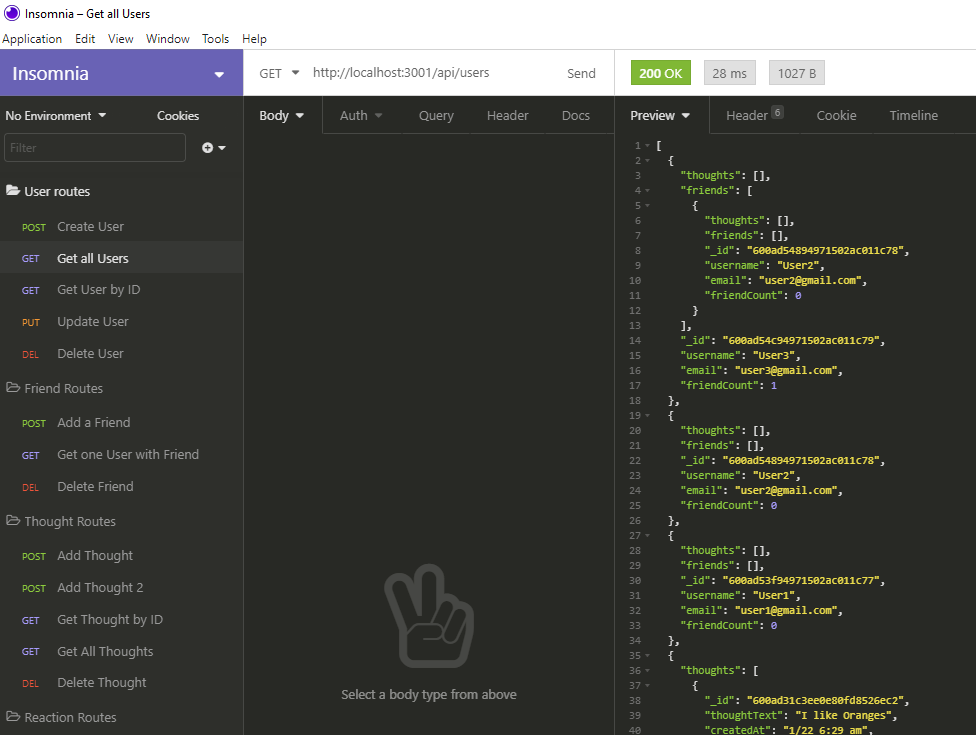 Insomnia – Get all Users
Application Edit View Window Tools Help
Insomnia
GET http://localhost:3001/api/users Send
200 OK 28 ms 1027 B
No Environment Cookies
Body Auth Query Header Docs
Preview Header 6 Cookie Timeline
Filter
User routes
POST Create User
GET Get all Users
GET Get User by ID
PUT Update User
DEL Delete User
Friend Routes
POST Add a Friend
GET Get one User with Friend
DEL Delete Friend
Thought Routes
POST Add Thought
POST Add Thought 2
GET Get Thought by ID
GET Get All Thoughts
DEL Delete Thought
Reaction Routes
Select a body type from above
1 [
2 {
3 "thoughts": [],
4 "friends": [
5 {
6 "thoughts": [],
7 "friends": [],
8 "_id": "600ad54894971502ac011c78",
9 "username": "User2",
10 "email": "user2@gmail.com",
11 "friendCount": 0
12 }
13 ],
14 "_id": "600ad54c94971502ac011c79",
15 "username": "User3",
16 "email": "user3@gmail.com",
17 "friendCount": 1
18 },
19 {
20 "thoughts": [],
21 "friends": [],
22 "_id": "600ad54894971502ac011c78",
23 "username": "User2",
24 "email": "user2@gmail.com",
25 "friendCount": 0
26 },
27 {
28 "thoughts": [],
29 "friends": [],
30 "_id": "600ad53f94971502ac011c77",
31 "username": "User1",
32 "email": "user1@gmail.com",
33 "friendCount": 0
34 },
35 {
36 "thoughts": [
37 {
38 "_id": "600ad31c3ee0e80fd8526ec2",
39 "thoughtText": "I like Oranges",
40 "createdAt": "1/22 6:29 am",